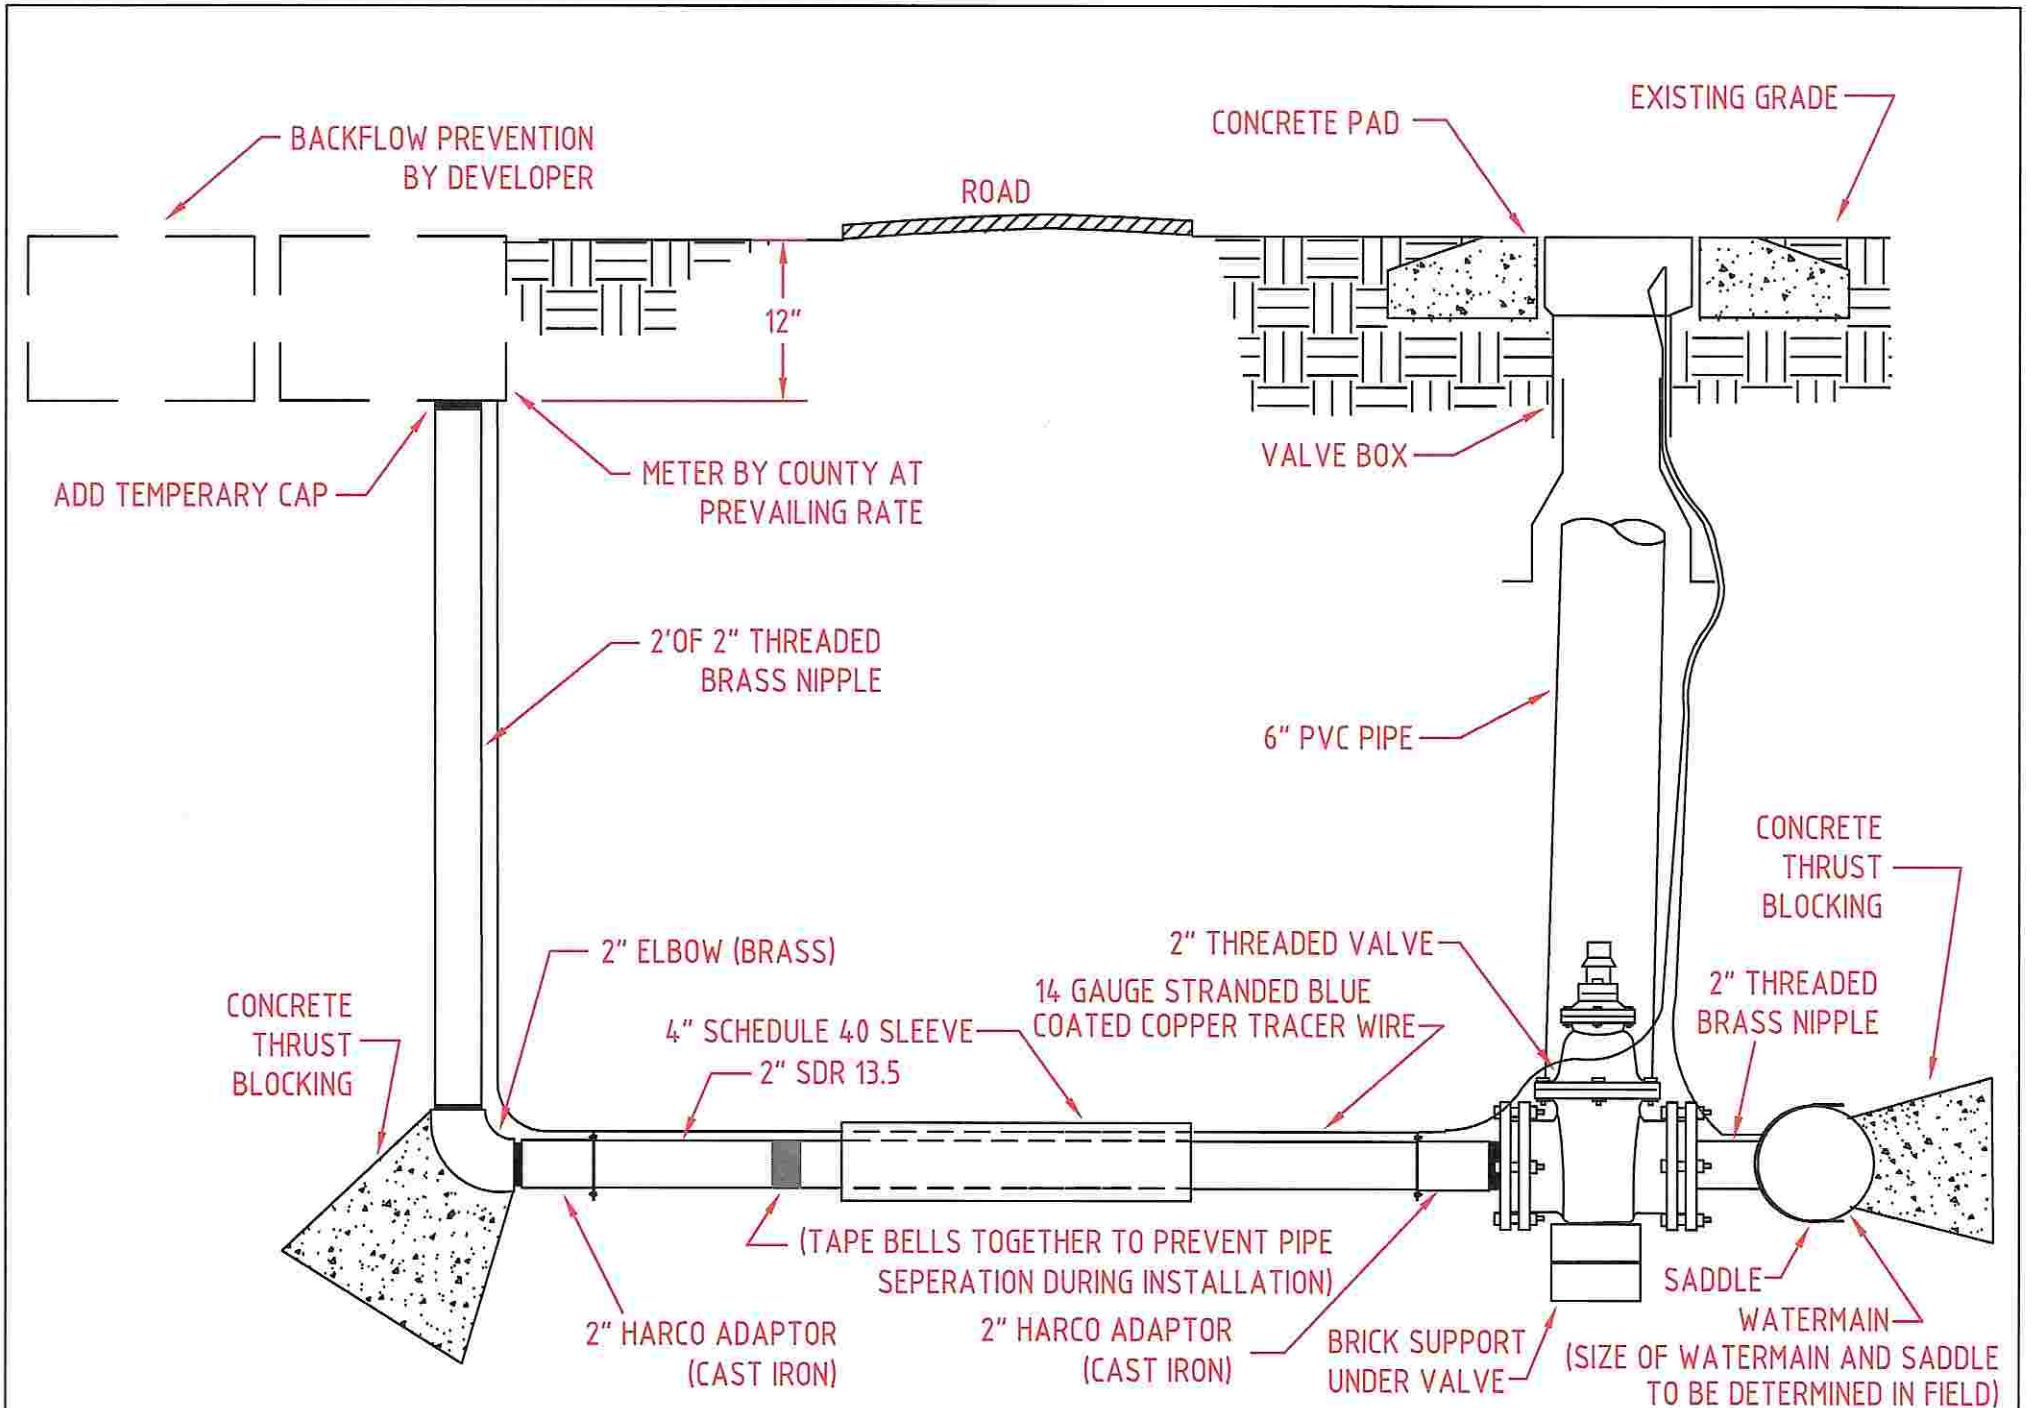 EXISTING GRADE
CONCRETE PAD
BACKFLOW PREVENTION
BY DEVELOPER
ROAD
12"
VALVE BOX
METER BY COUNTY AT
PREVAILING RATE
ADD TEMPERARY CAP
2'OF 2" THREADED
BRASS NIPPLE
6" PVC PIPE
CONCRETE
THRUST
BLOCKING
2" ELBOW (BRASS)
2" THREADED VALVE
14 GAUGE STRANDED BLUE
COATED COPPER TRACER WIRE
2" THREADED
BRASS NIPPLE
CONCRETE
THRUST
BLOCKING
4" SCHEDULE 40 SLEEVE
2" SDR 13.5
(TAPE BELLS TOGETHER TO PREVENT PIPE
SEPERATION DURING INSTALLATION)
2" HARCO ADAPTOR
(CAST IRON)
2" HARCO ADAPTOR
(CAST IRON)
BRICK SUPPORT
UNDER VALVE
SADDLE
WATERMAIN
(SIZE OF WATERMAIN AND SADDLE
TO BE DETERMINED IN FIELD)